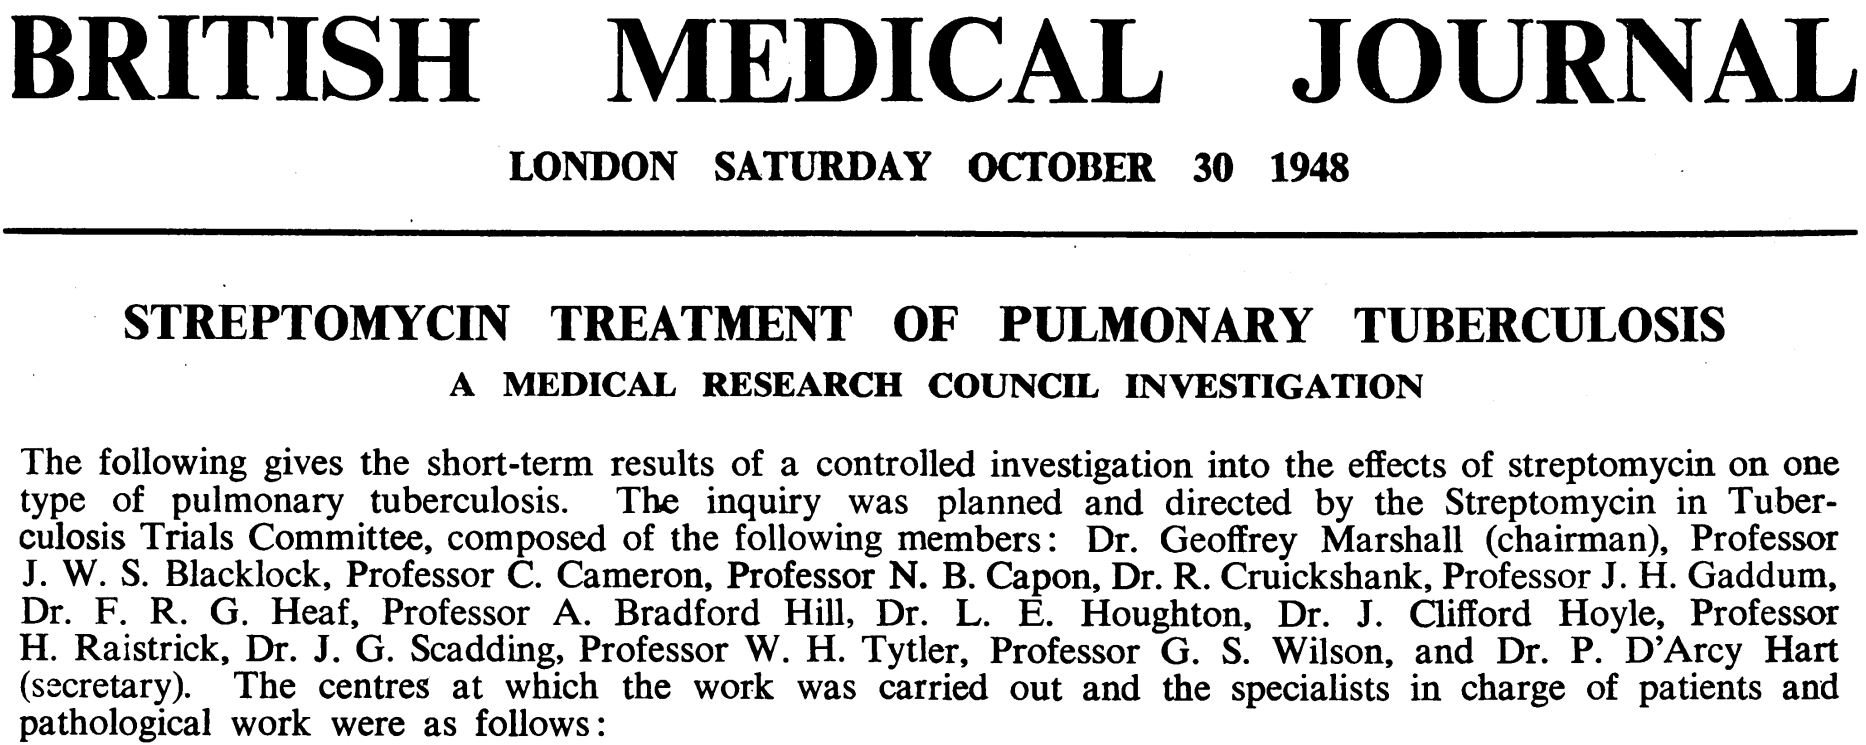 BRITISH MEDICAL JOURNAL
LONDON SATURDAY OCTOBER 30 1948
STREPTOMYCIN TREATMENT OF PULMONARY TUBERCULOSIS
A MEDICAL RESEARCH COUNCIL INVESTIGATION
The following gives the short-term results of a controlled investigation into the effects of streptomycin on one
type of pulmonary tuberculosis. The inquiry was planned and directed by the Streptomycin in Tuber-
culosis Trials Committee, composed of the following members: Dr. Geoffrey Marshall (chairman), Professor
J. W. S. Blacklock, Professor C. Cameron, Professor N. B. Capon, Dr. R. Cruickshank, Professor J. H. Gaddum,
Dr. F. R. G. Heaf, Professor A. Bradford Hill, Dr. L. E. Houghton, Dr. J. Clifford Hoyle, Professor
H. Raistrick, Dr. J. G. Scadding, Professor W. H. Tytler, Professor G. S. Wilson, and Dr. P. D'Arcy Hart
(secretary). The centres at which the work was carried out and the specialists in charge of patients and
pathological work were as follows: